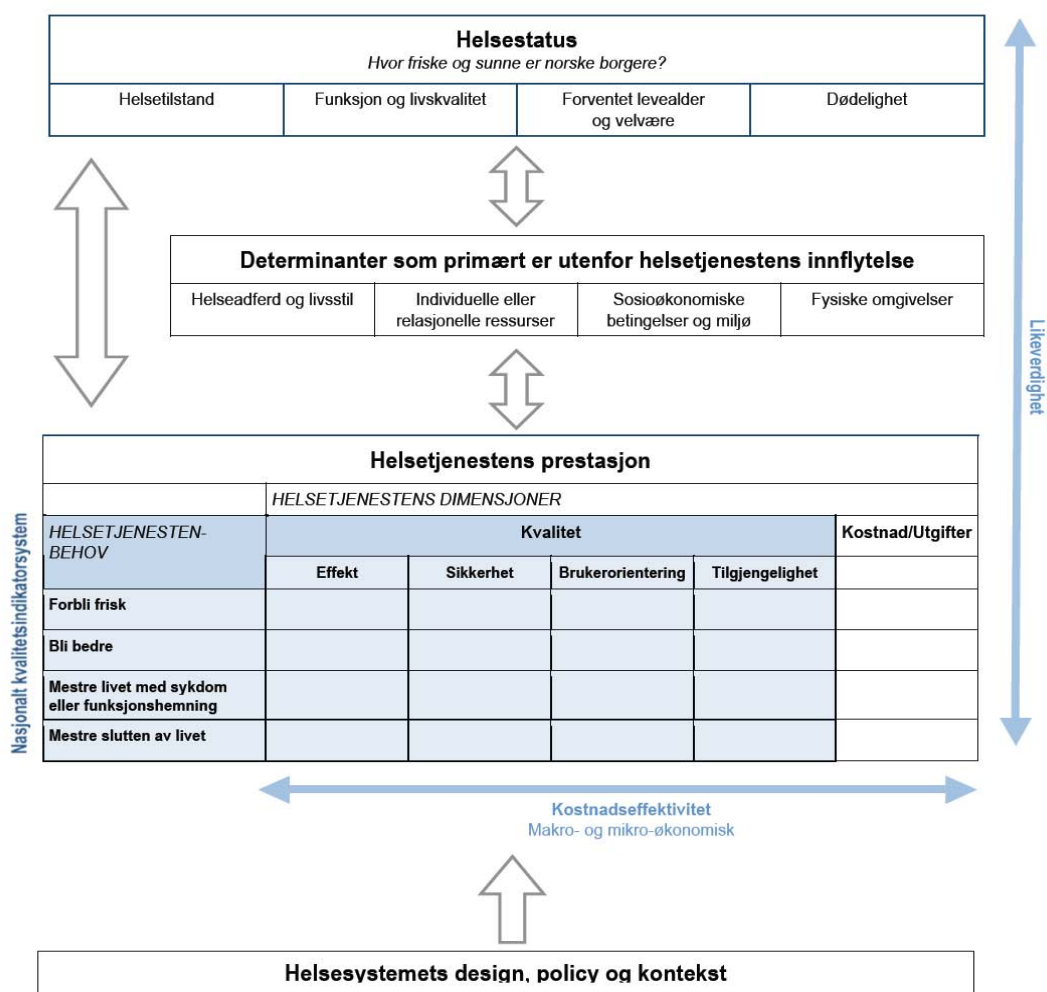 Helsestatus
Hvor friske og sunne er norske borgere?
Helsetilstand
Funksjon og livskvalitet
Forventet levealder
og velvære
Dødelighet
Determinanter som primært er utenfor helsetjenestens innflytelse
Helseadferd og livsstil
Individuelle eller
relasjonelle ressurser
Sosioøkonomiske
betingelser og miljø
Fysiske omgivelser
Likeverdighet
Helsetjenestens prestasjon
HELSETJENESTENS DIMENSJONER
HELSETJENESTEN-
BEHOV
Kvalitet
Kostnad/Utgifter
Effekt
Sikkerhet
Brukerorientering
Tilgjengelighet
Forbli frisk
Bli bedre
Mestre livet med sykdom
eller funksjonshemning
Mestre slutten av livet
Nasjonalt kvalitetsindikatorsystem
Kostnadseffektivitet
Makro- og mikro-økonomisk
Helsesystemets design, policy og kontekst